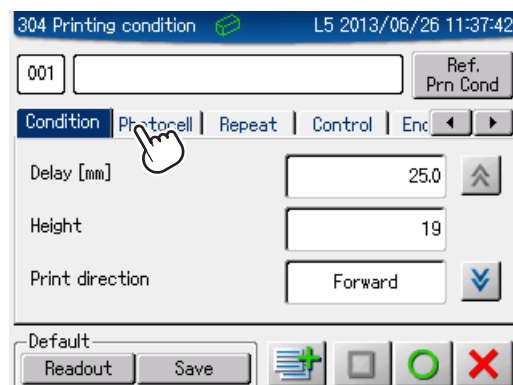 304 Printing condition L5 2013/06/26 11:37:42
001 Ref.
Prn Cond
Condition Photocell Repeat Control Enc
Delay [mm] 25.0
Height 19
Print direction Forward
Default
Readout Save